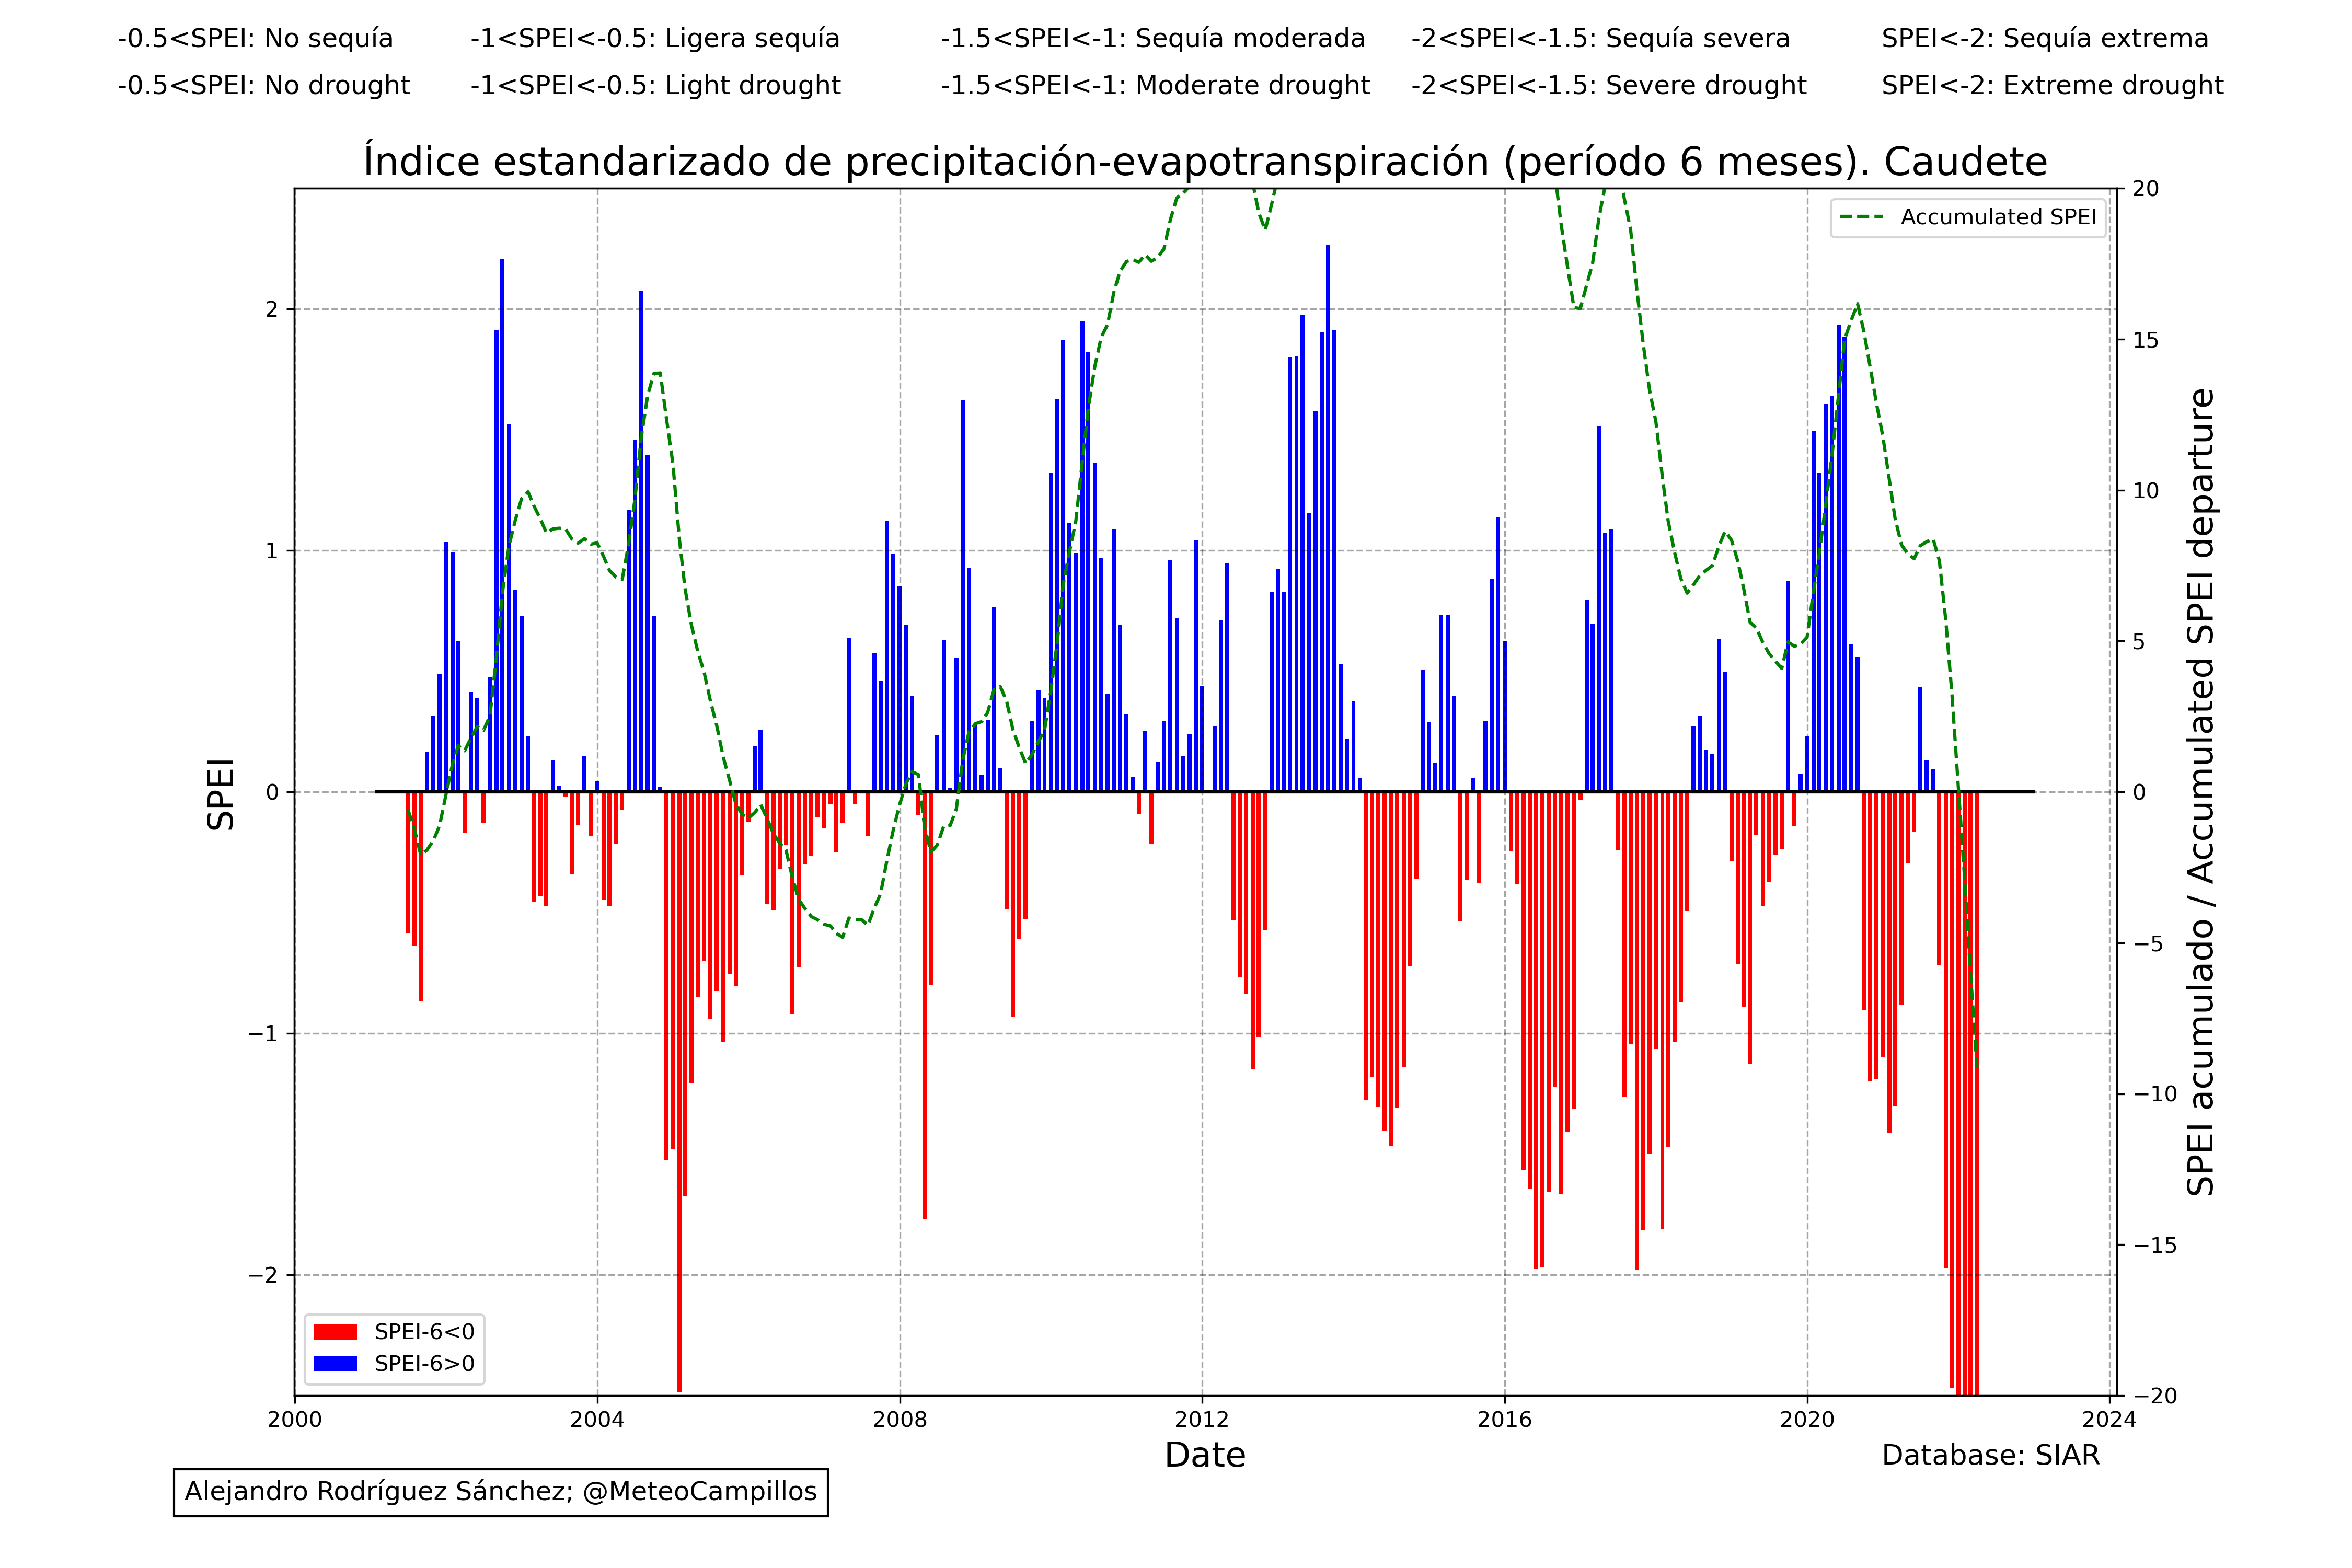 -0.5<SPEI: No sequía -1<SPEI<-0.5: Ligera sequía -1.5<SPEI<-1: Sequía moderada -2<SPEI<-1.5: Sequía severa SPEI<-2: Sequía extrema
-0.5<SPEI: No drought -1<SPEI<-0.5: Light drought -1.5<SPEI<-1: Moderate drought -2<SPEI<-1.5: Severe drought SPEI<-2: Extreme drought
Índice estandarizado de precipitación-evapotranspiración (período 6 meses). Caudete
Accumulated SPEI
SPEI
2
1
0
−1
−2
20
15
10
5
0
−5
−10
−15
−20
SPEI acumulado / Accumulated SPEI departure
SPEI-6<0
SPEI-6>0
2000 2004 2008 2012 2016 2020 2024
Date
Database: SIAR
Alejandro Rodríguez Sánchez; @MeteoCampillos